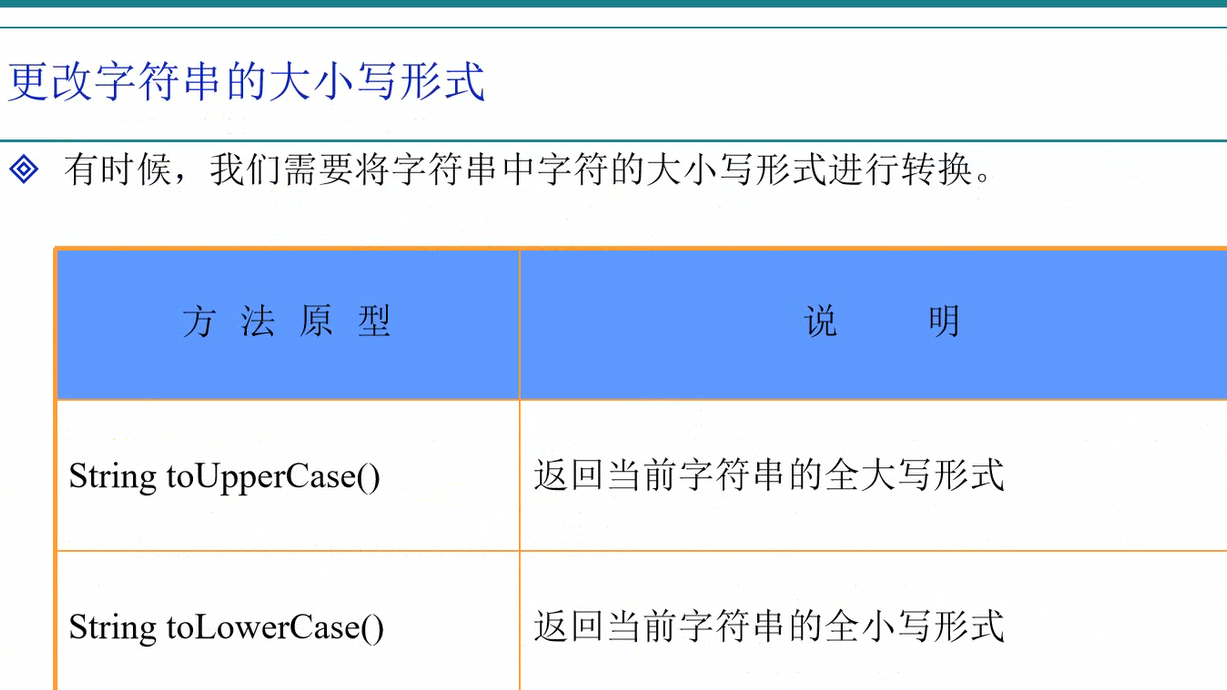 更改字符串的大小写形式
有时候，我们需要将字符串中字符的大小写形式进行转换。
方 法 原 型 说 明
String toUpperCase() 返回当前字符串的全大写形式
String toLowerCase() 返回当前字符串的全小写形式